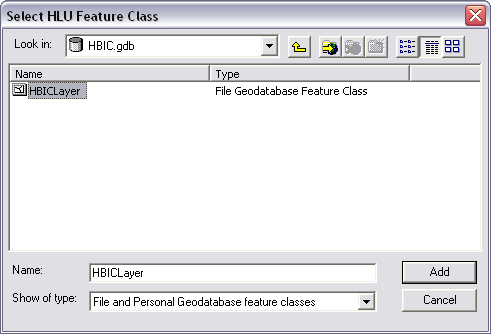 Select HLU Feature Class
Look in: HBIC.gdb
Name Type
HBICLayer File Geodatabase Feature Class
Name: HBICLayer Add
Show of type: File and Personal Geodatabase feature classes Cancel